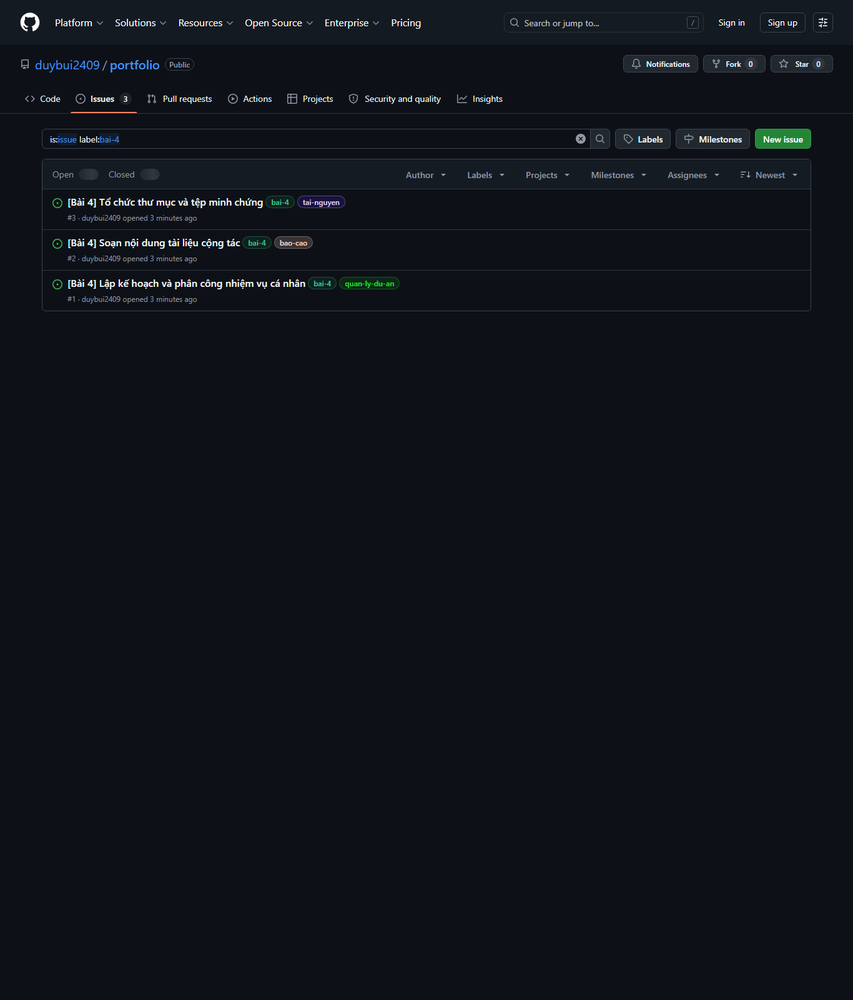 Platform Solutions Resources Open Source Enterprise Pricing Search or jump to... / Sign in Sign up
duybui2409 / portfolio Public Notifications Fork 0 Star 0
Code Issues 3 Pull requests Actions Projects Security and quality Insights
is:issue label:bai-4 Labels Milestones New issue
Open Closed Author Labels Projects Milestones Assignees Newest
[Bài 4] Tổ chức thư mục và tệp minh chứng bai-4 tai-nguyen
#3 · duybui2409 opened 3 minutes ago
[Bài 4] Soạn nội dung tài liệu cộng tác bai-4 bao-cao
#2 · duybui2409 opened 3 minutes ago
[Bài 4] Lập kế hoạch và phân công nhiệm vụ cá nhân bai-4 quan-ly-du-an
#1 · duybui2409 opened 3 minutes ago